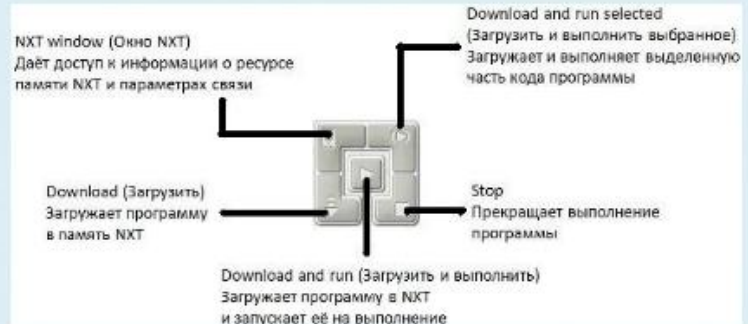 NXT window (Окно NXT)
Даёт доступ к информации о ресурсе
памяти NXT и параметрах связи
Download and run selected
(Загрузить и выполнить выбранное)
Загружает и выполняет выделенную
часть кода программы
Download (Загрузить)
Загружает программу
в память NXT
Stop
Прекращает выполнение
программы
Download and run (Загрузить и выполнить)
Загружает программу в NXT
и запускает её на выполнение